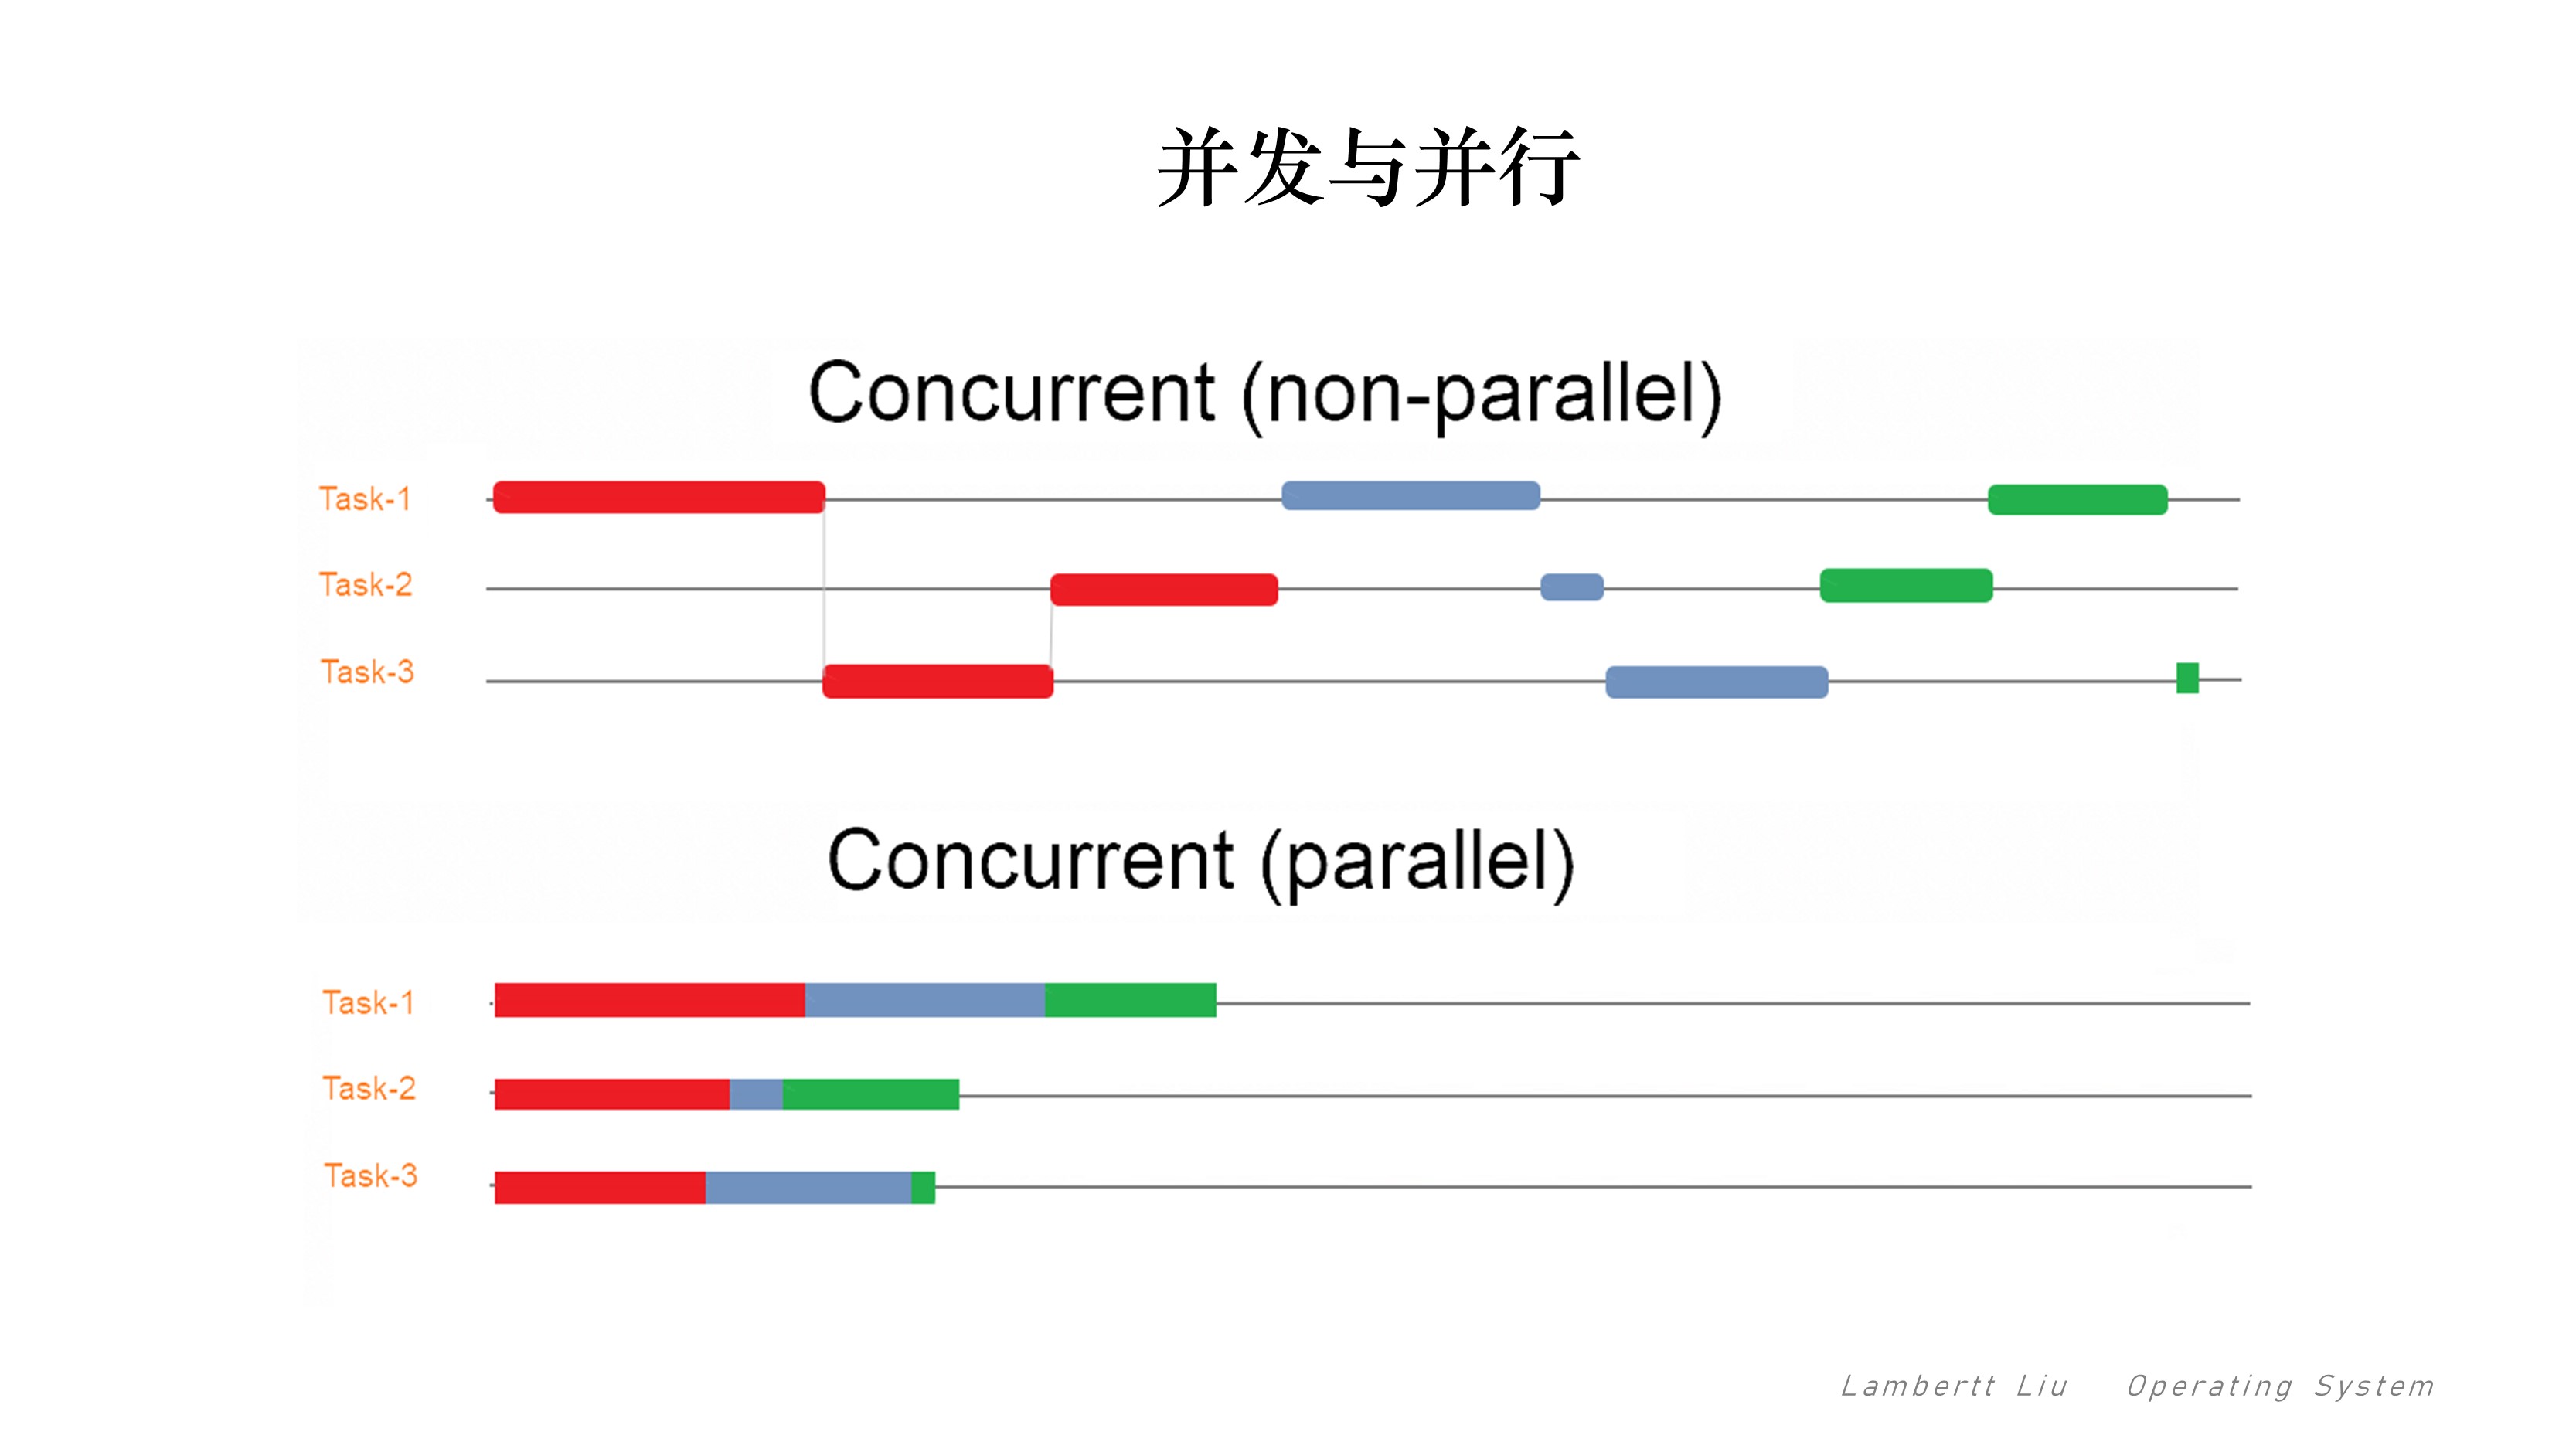 并发与并行
Concurrent (non-parallel)
Task-1
Task-2
Task-3
Concurrent (parallel)
Task-1
Task-2
Task-3
Lambertt Liu Operating System